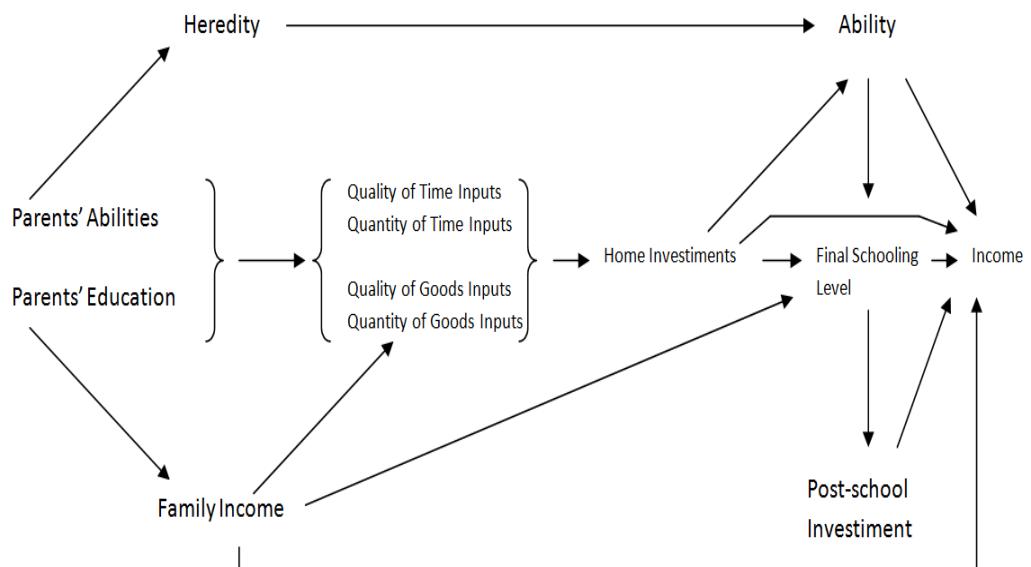 Heredity
Ability
Quality of Time Inputs
Parents' Abilities
Quantity of Time Inputs
Home Investiments
Final Schooling
Level
Income
Parents' Education
Quality of Goods Inputs
Quantity of Goods Inputs
Family Income
Post-school
Investiment